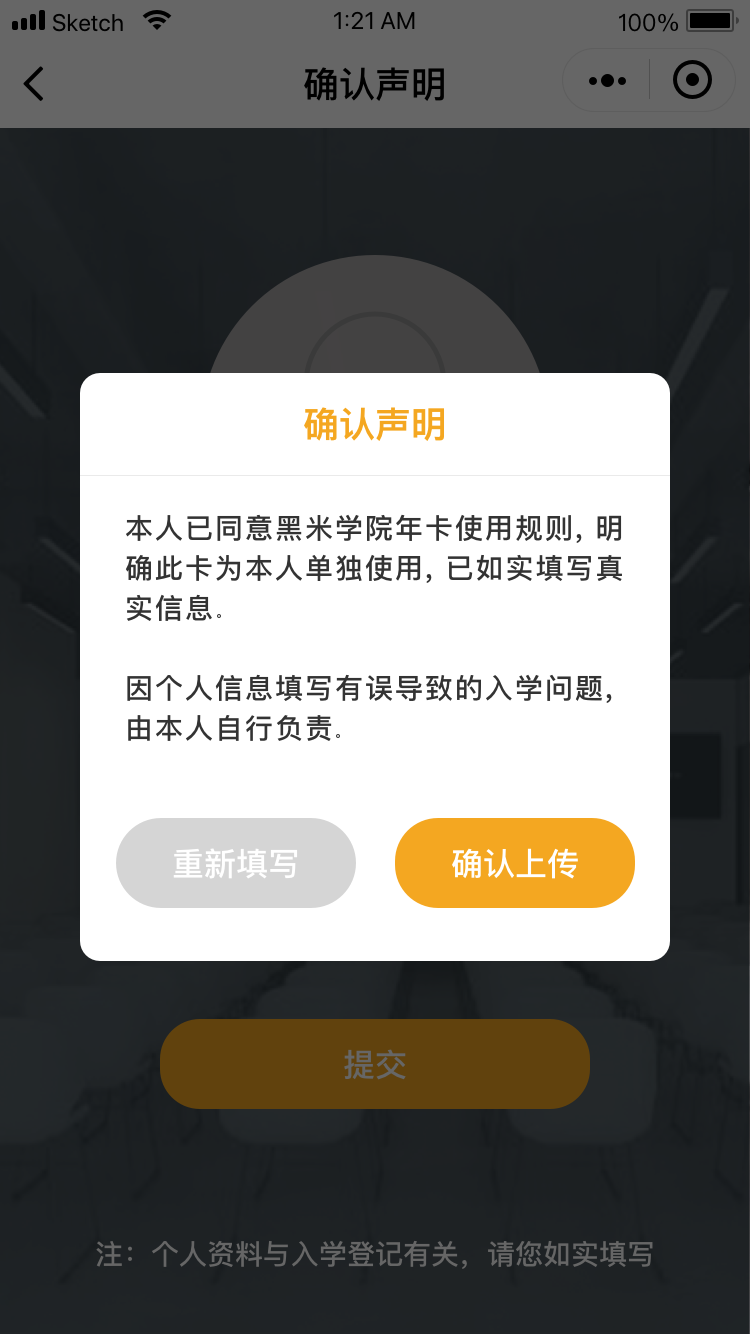 Sketch 1:21 AM 100%
确认声明
确认声明
本人已同意黑米学院年卡使用规则, 明
确此卡为本人单独使用, 已如实填写真
实信息。
因个人信息填写有误导致的入学问题,
由本人自行负责。
重新填写 确认上传
提交
注：个人资料与入学登记有关，请您如实填写